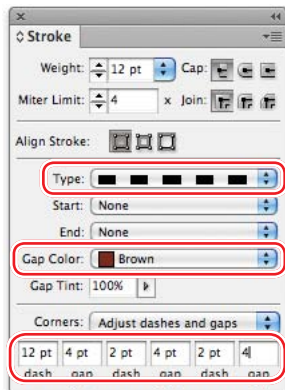 Stroke
Weight: 12 pt Cap:
Miter Limit: 4 x Join:
Align Stroke:
Type:
Start: None
End: None
Gap Color: Brown
Gap Tint: 100%
Corners: Adjust dashes and gaps
12 pt 4 pt 2 pt 4 pt 2 pt 4
dash gap dash gap dash gap